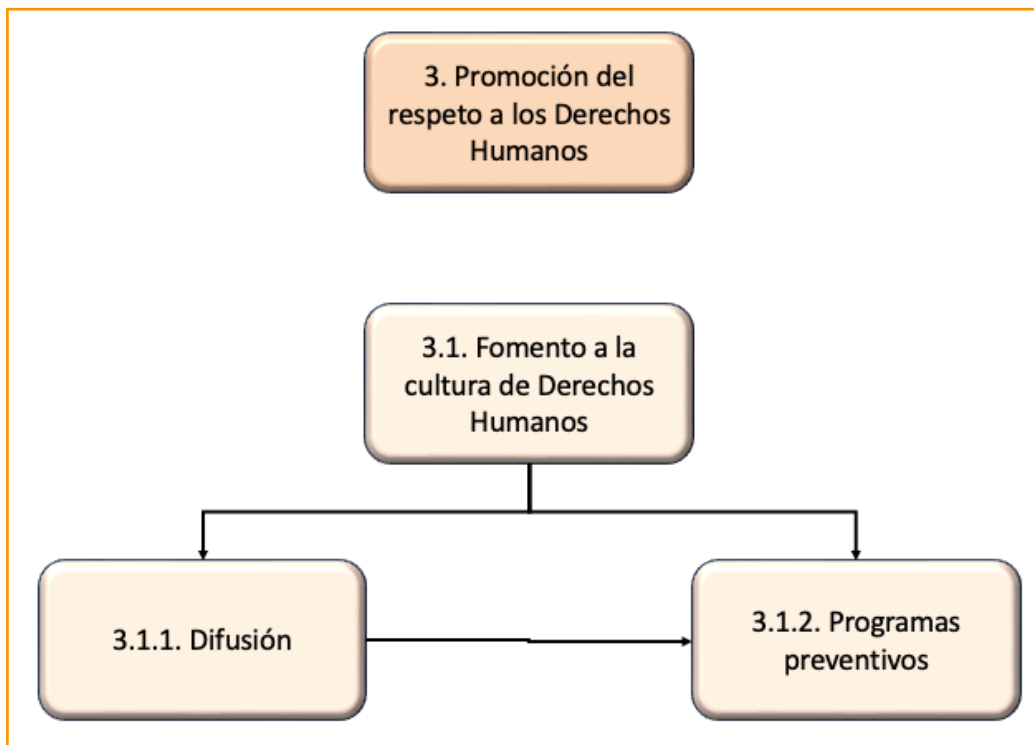 3. Promoción del
respeto a los Derechos
Humanos
3.1. Fomento a la
cultura de Derechos
Humanos
3.1.1. Difusión
3.1.2. Programas
preventivos